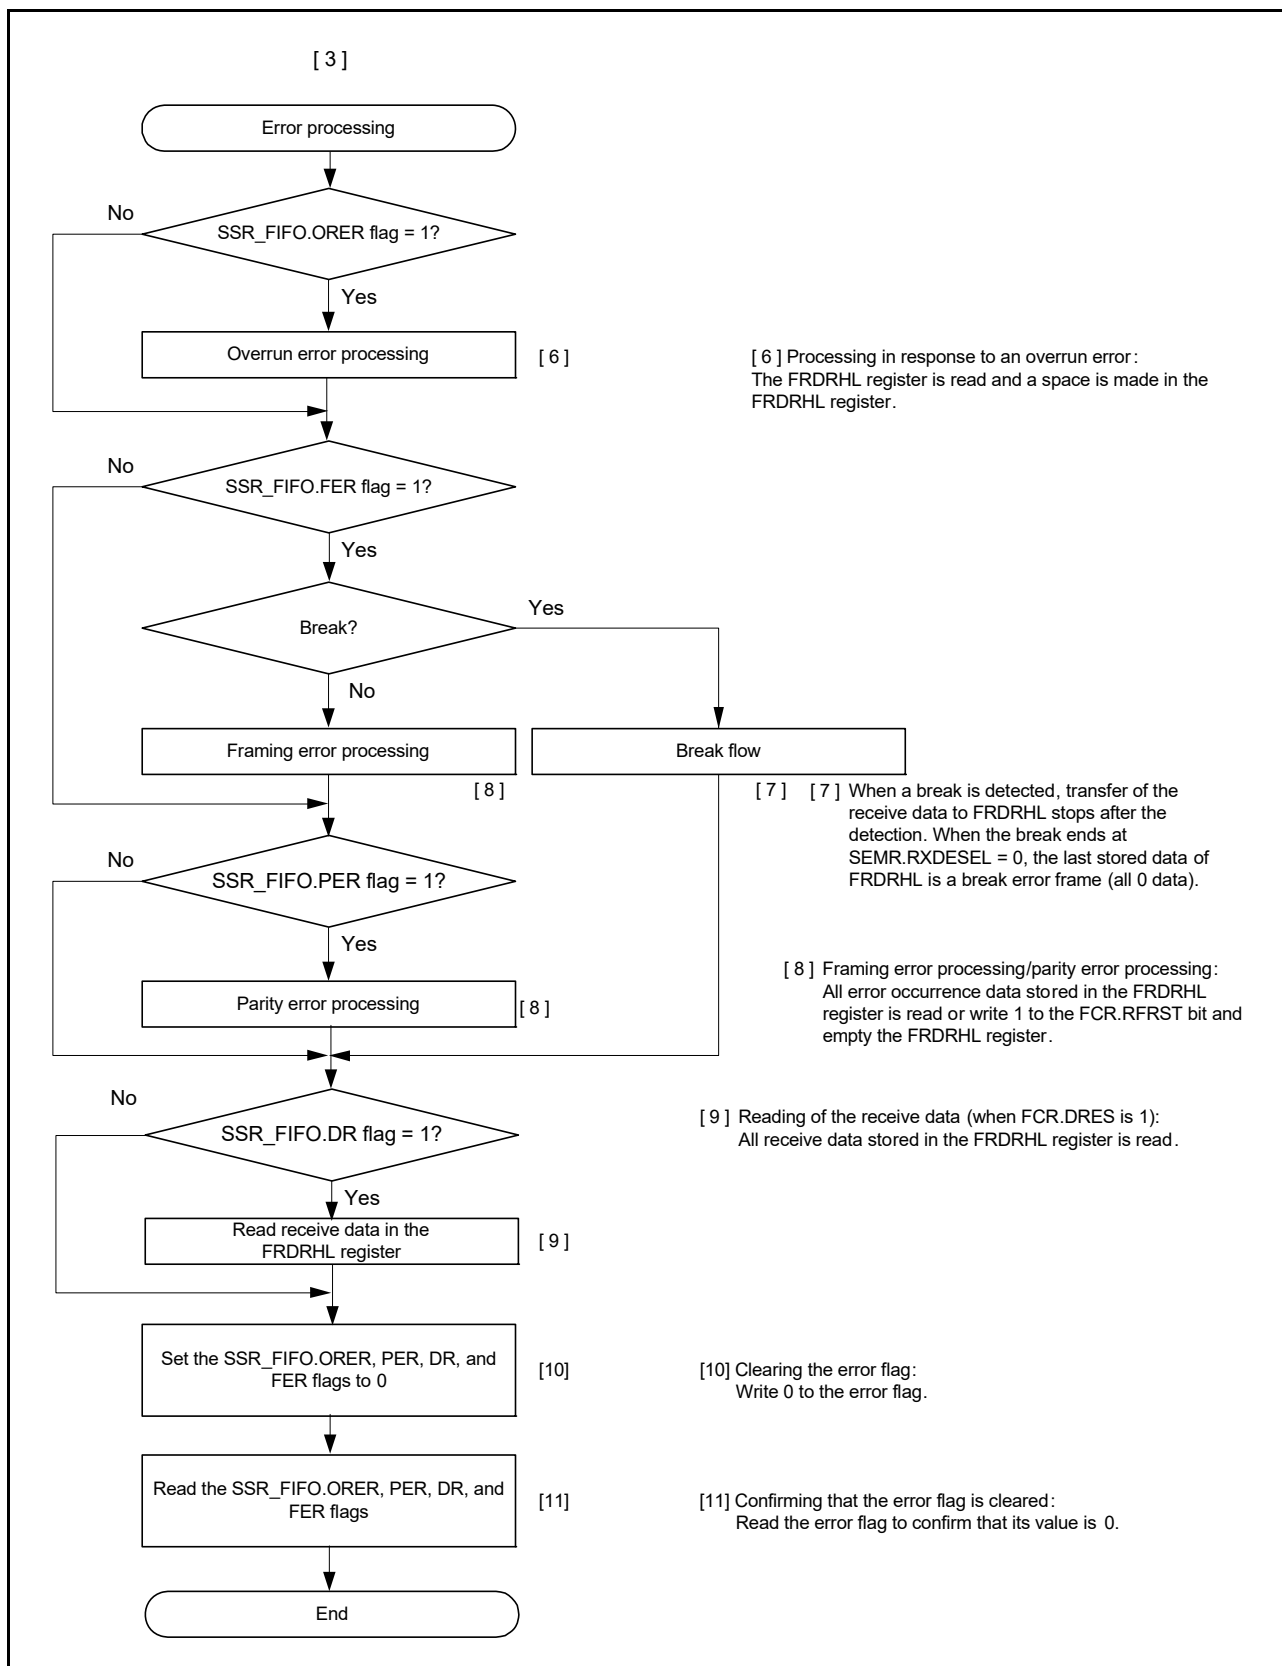 [ 3 ]
Error processing
No
SSR_FIFO.ORER flag = 1?
Yes
Overrun error processing
[ 6 ]
[ 6 ] Processing in response to an overrun error:
The FRDRHL register is read and a space is made in the
FRDRHL register.
No
SSR_FIFO.FER flag = 1?
Yes
Break?
Yes
No
Framing error processing
[ 8 ]
Break flow
[ 7 ]
[ 7 ] When a break is detected, transfer of the
receive data to FRDRHL stops after the
detection. When the break ends at
SEMR.RXDESEL = 0, the last stored data of
FRDRHL is a break error frame (all 0 data).
No
SSR_FIFO.PER flag = 1?
Yes
Parity error processing
[ 8 ]
[ 8 ] Framing error processing/parity error processing:
All error occurrence data stored in the FRDRHL
register is read or write 1 to the FCR.RFRST bit and
empty the FRDRHL register.
No
SSR_FIFO.DR flag = 1?
Yes
[ 9 ] Reading of the receive data (when FCR.DRES is 1):
All receive data stored in the FRDRHL register is read.
Read receive data in the
FRDRHL register
[ 9 ]
Set the SSR_FIFO.ORER, PER, DR, and
FER flags to 0
[10]
[10] Clearing the error flag:
Write 0 to the error flag.
Read the SSR_FIFO.ORER, PER, DR, and
FER flags
[11]
[11] Confirming that the error flag is cleared:
Read the error flag to confirm that its value is 0.
End